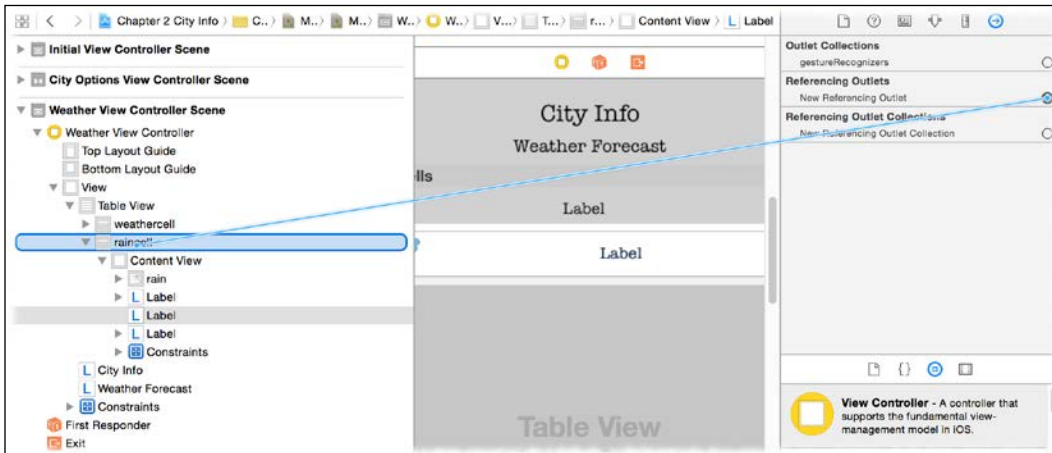 Chapter 2 City Info
C..
M..
M..
W..
W..
V...
T...
r...
Content View
L Label
Initial View Controller Scene
City Options View Controller Scene
Weather View Controller Scene
Weather View Controller
Top Layout Guide
Bottom Layout Guide
View
Table View
weathercell
raincell
Content View
rain
L Label
L Label
L Label
Constraints
L City Info
L Weather Forecast
Constraints
First Responder
Exit
City Info
Weather Forecast
ells
Label
Label
Table View
Outlet Collections
gestureRecognizers
Referencing Outlets
New Referencing Outlet
Referencing Outlet Collections
New Referencing Outlet Collection
{}
View Controller - A controller that
supports the fundamental view-
management model in iOS.